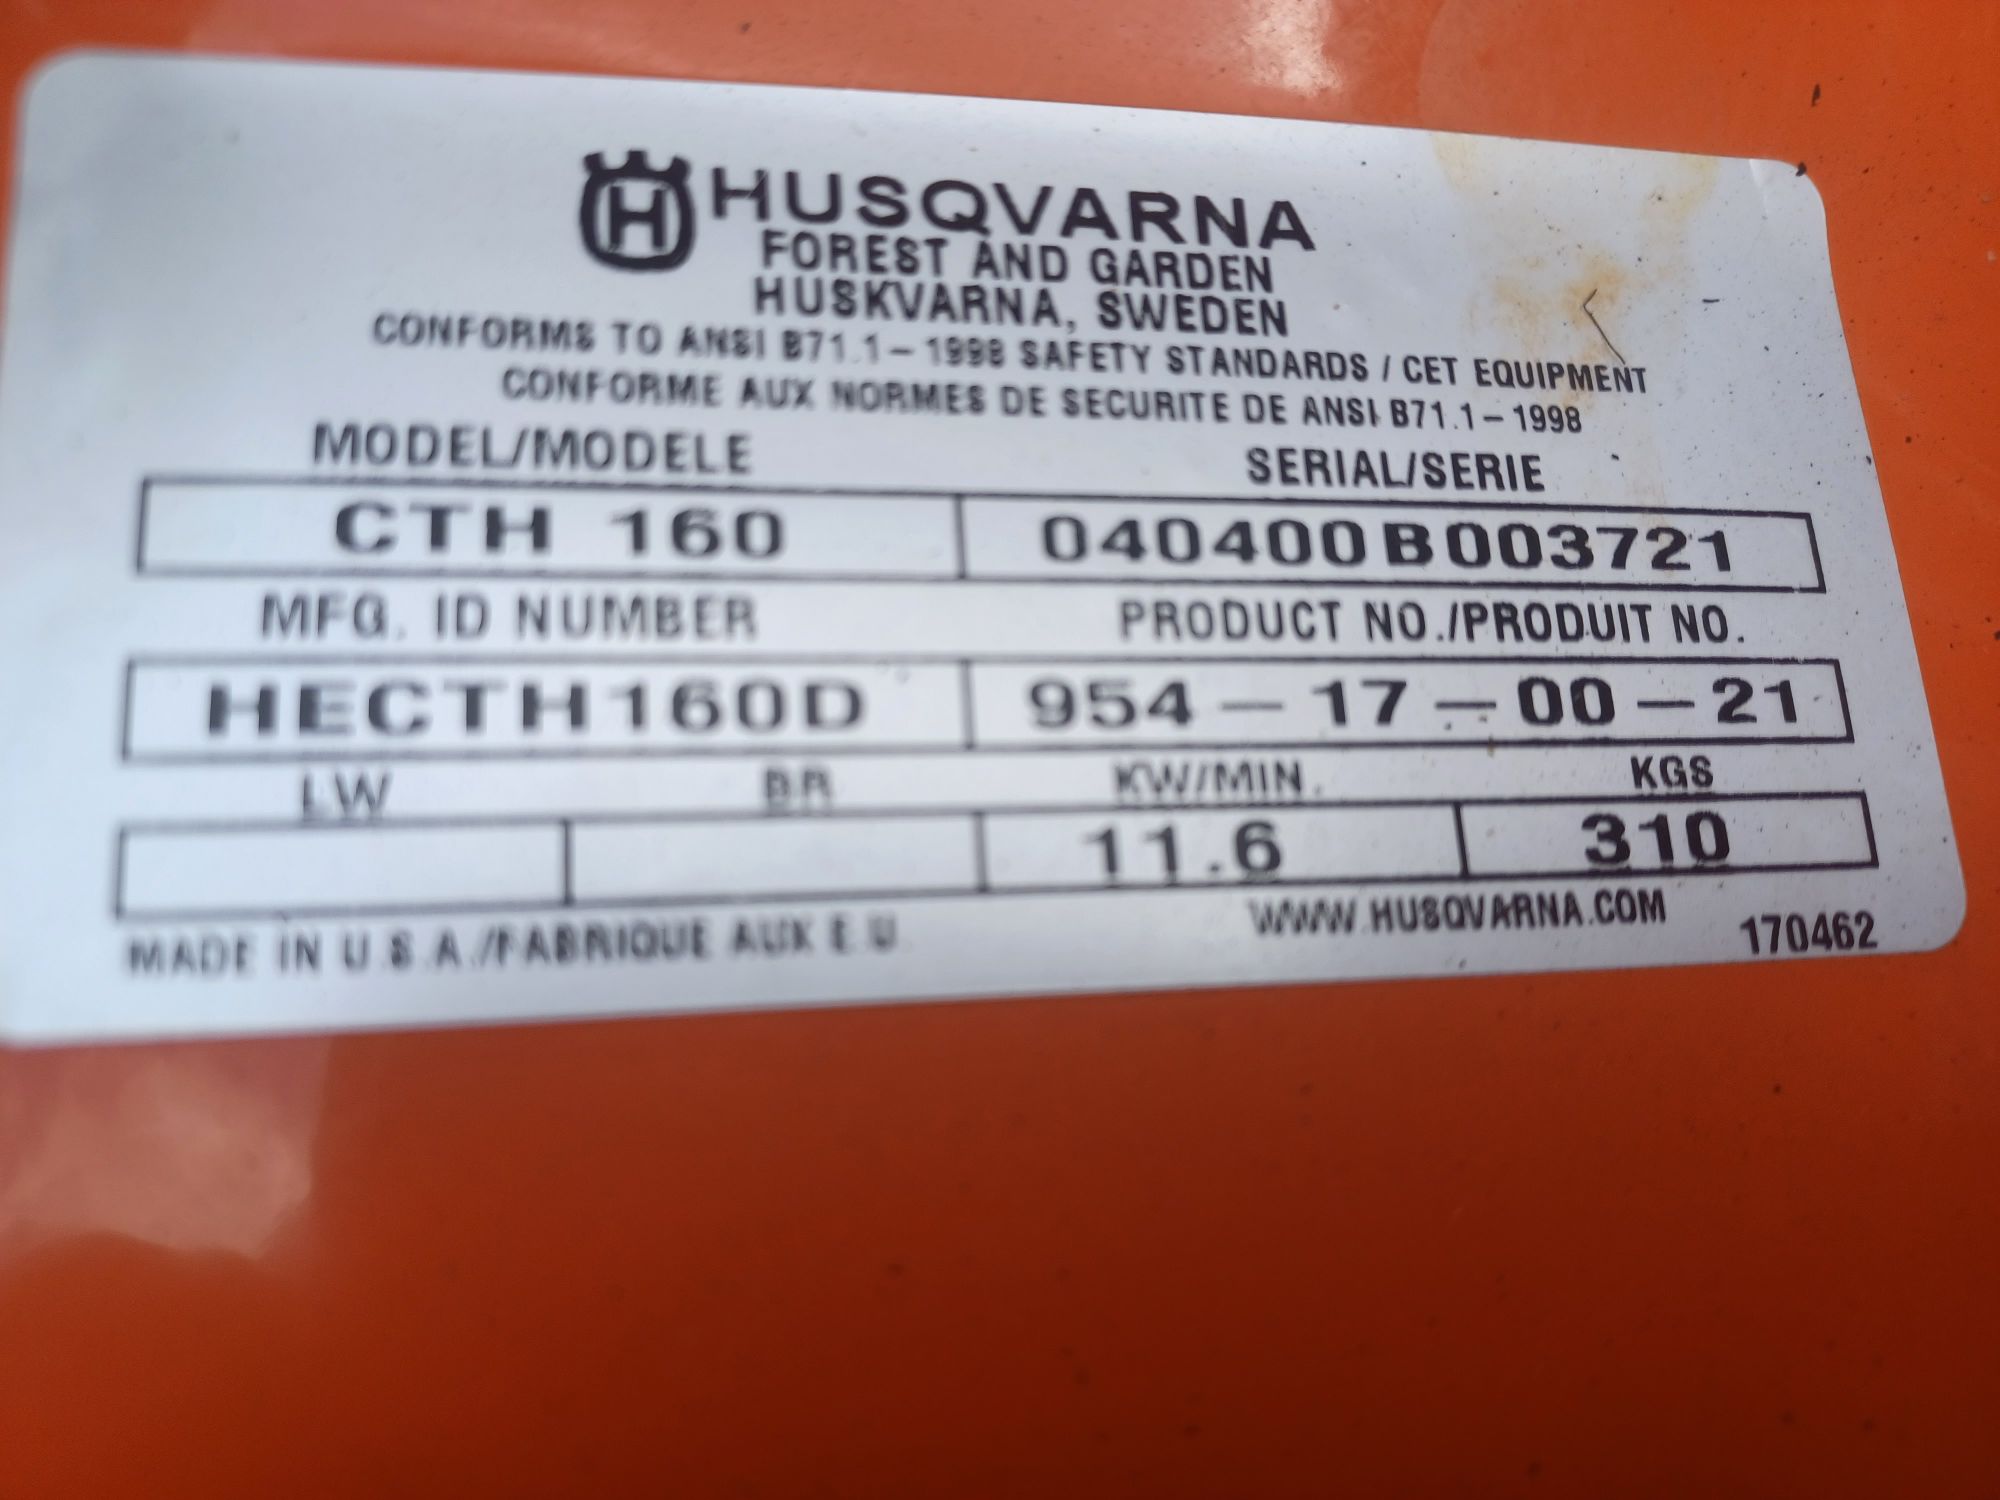 HUSQVARNA
FOREST AND GARDEN
HUSKVARNA, SWEDEN
CONFORMS TO ANSI B71.1-1998 SAFETY STANDARDS / CET EQUIPMENT
CONFORME AUX NORMES DE SECURITE DE ANSI B71.1-1998
MODEL/MODELE SERIAL/SERIE
CTH 160 040400B003721
MFG. ID NUMBER PRODUCT NO./PRODUIT NO.
HECTH160D 954-17-00-21
LW BR KW/MIN. KGS
11.6 310
MADE IN U.S.A./FABRIQUE AUX E.U. WWW.HUSQVARNA.COM 170462